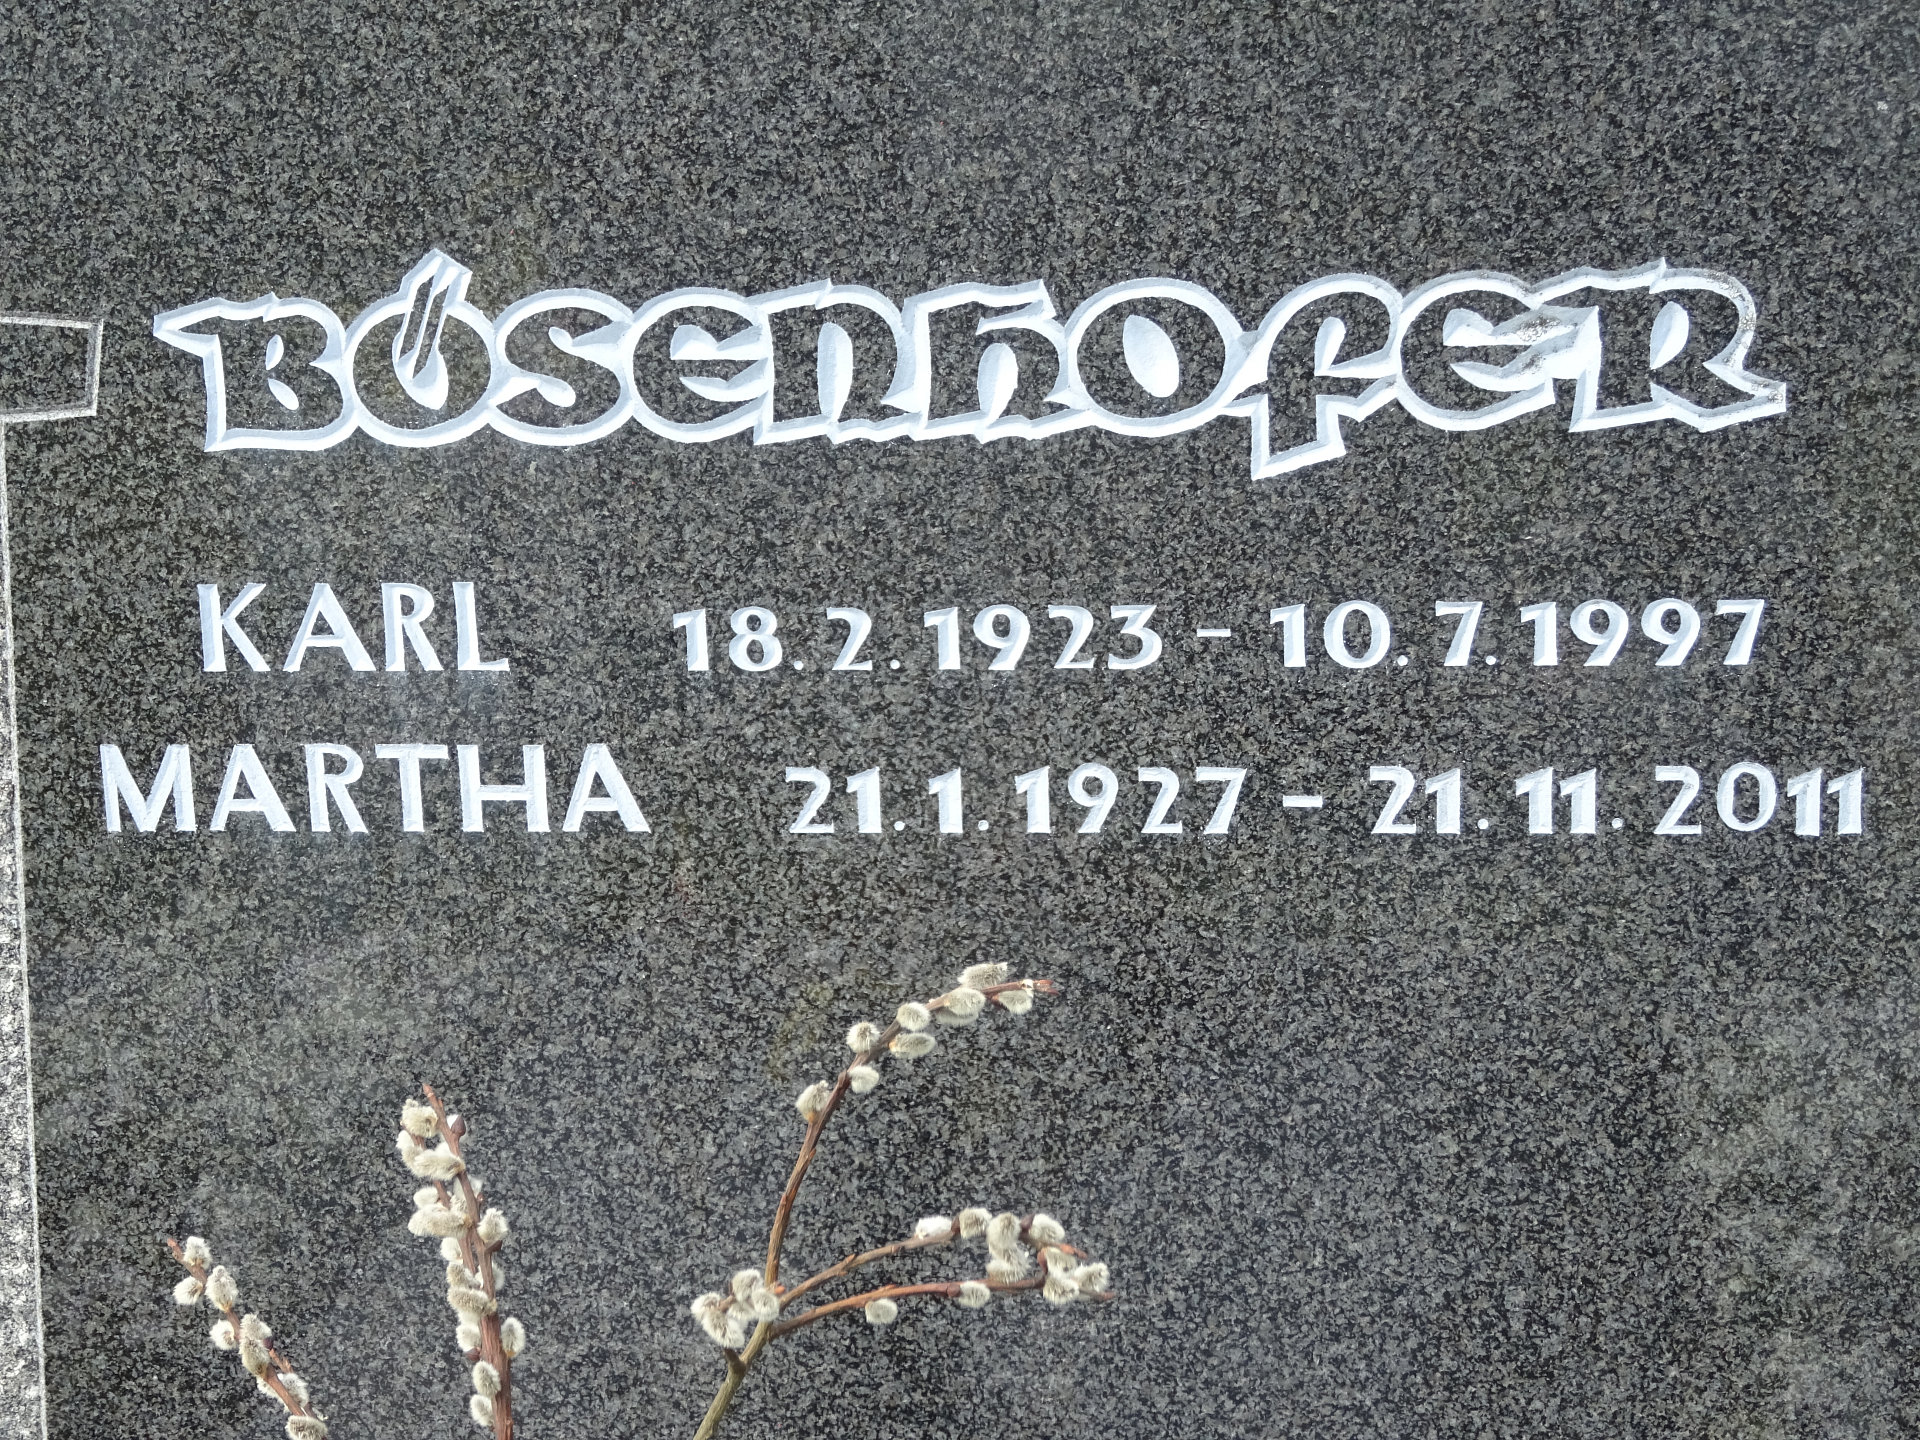 BÖSENHOFER
KARL 18.2.1923 - 10.7.1997
MARTHA 21.1.1927 - 21.11.2011